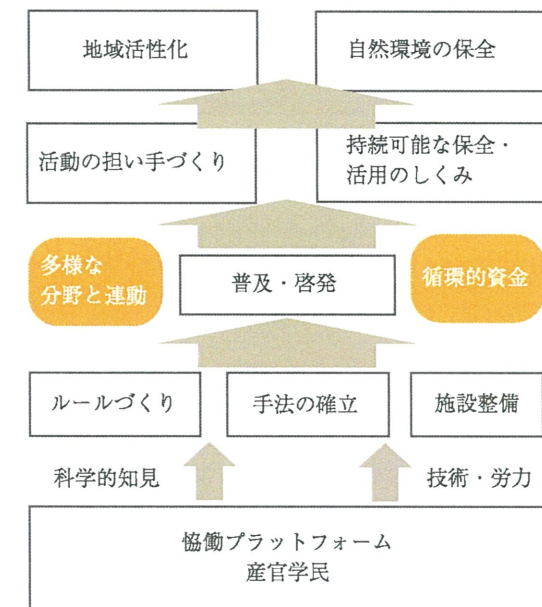 地域活性化
自然環境の保全
活動の担い手づくり
持続可能な保全・
活用のしくみ
多様な
分野と連動
普及・啓発
循環的資金
ルールづくり
手法の確立
施設整備
科学的知見
技術・労力
協働プラットフォーム
産官学民